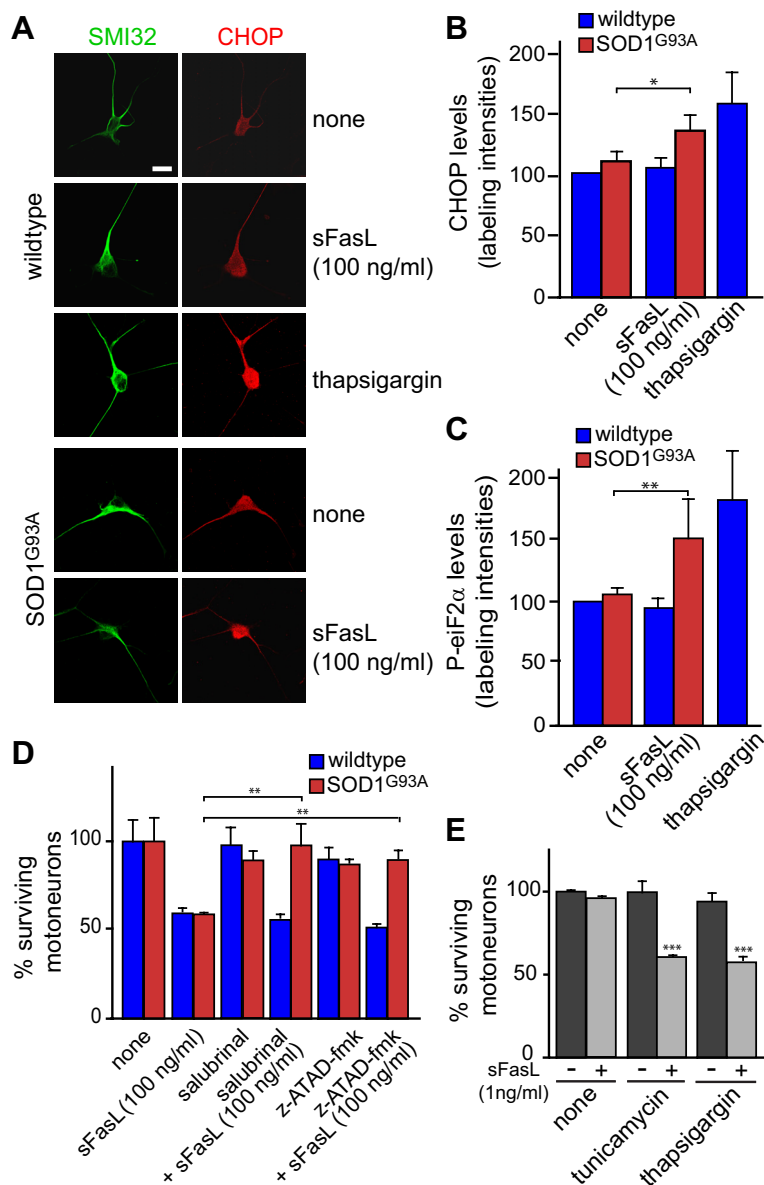 A
SMI32
CHOP
wildtype
none
sFasL
(100 ng/ml)
thapsigargin
SOD1G93A
none
sFasL
(100 ng/ml)
B
wildtype
SOD1G93A
CHOP levels
(labeling intensities)
200
150
100
50
0
none
sFasL
(100 ng/ml)
thapsigargin
*
C
wildtype
SOD1G93A
P-eiF2α levels
(labeling intensities)
200
150
100
50
0
none
sFasL
(100 ng/ml)
thapsigargin
**
D
wildtype
SOD1G93A
% surviving
motoneurons
100
50
0
**
**
none
sFasL (100 ng/ml)
salubrinal
salubrinal
+ sFasL (100 ng/ml)
z-ATAD-fmk
z-ATAD-fmk
+ sFasL (100 ng/ml)
E
% surviving
motoneurons
100
50
0
***
***
sFasL
(1ng/ml)
- + - + - +
none
tunicamycin
thapsigargin